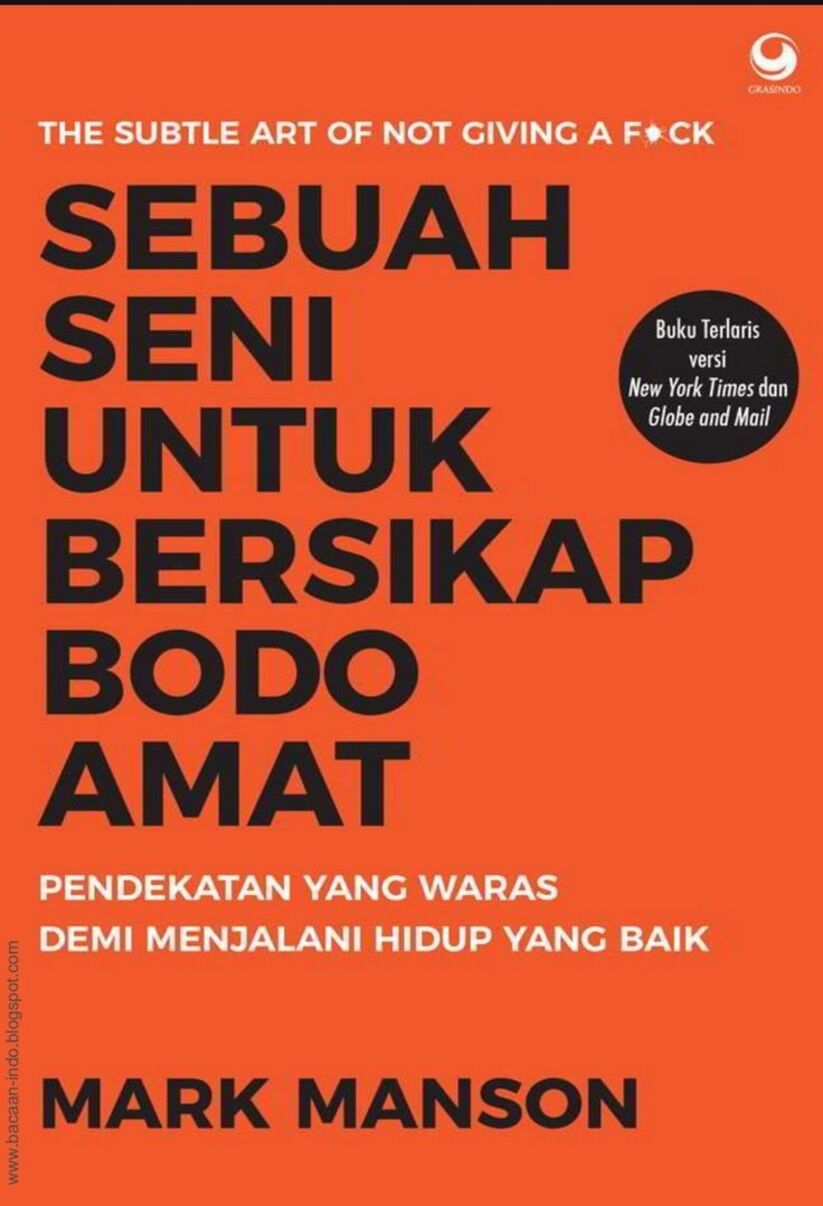 GRASINDO
THE SUBTLE ART OF NOT GIVING A F*CK
SEBUAH
SENI
UNTUK
BERSIKAP
BODO
AMAT
Buku Terlaris
versi
New York Times dan
Globe and Mail
PENDEKATAN YANG WARAS
DEMI MENJALANI HIDUP YANG BAIK
MARK MANSON
www.bacaan-indo.blogspot.com